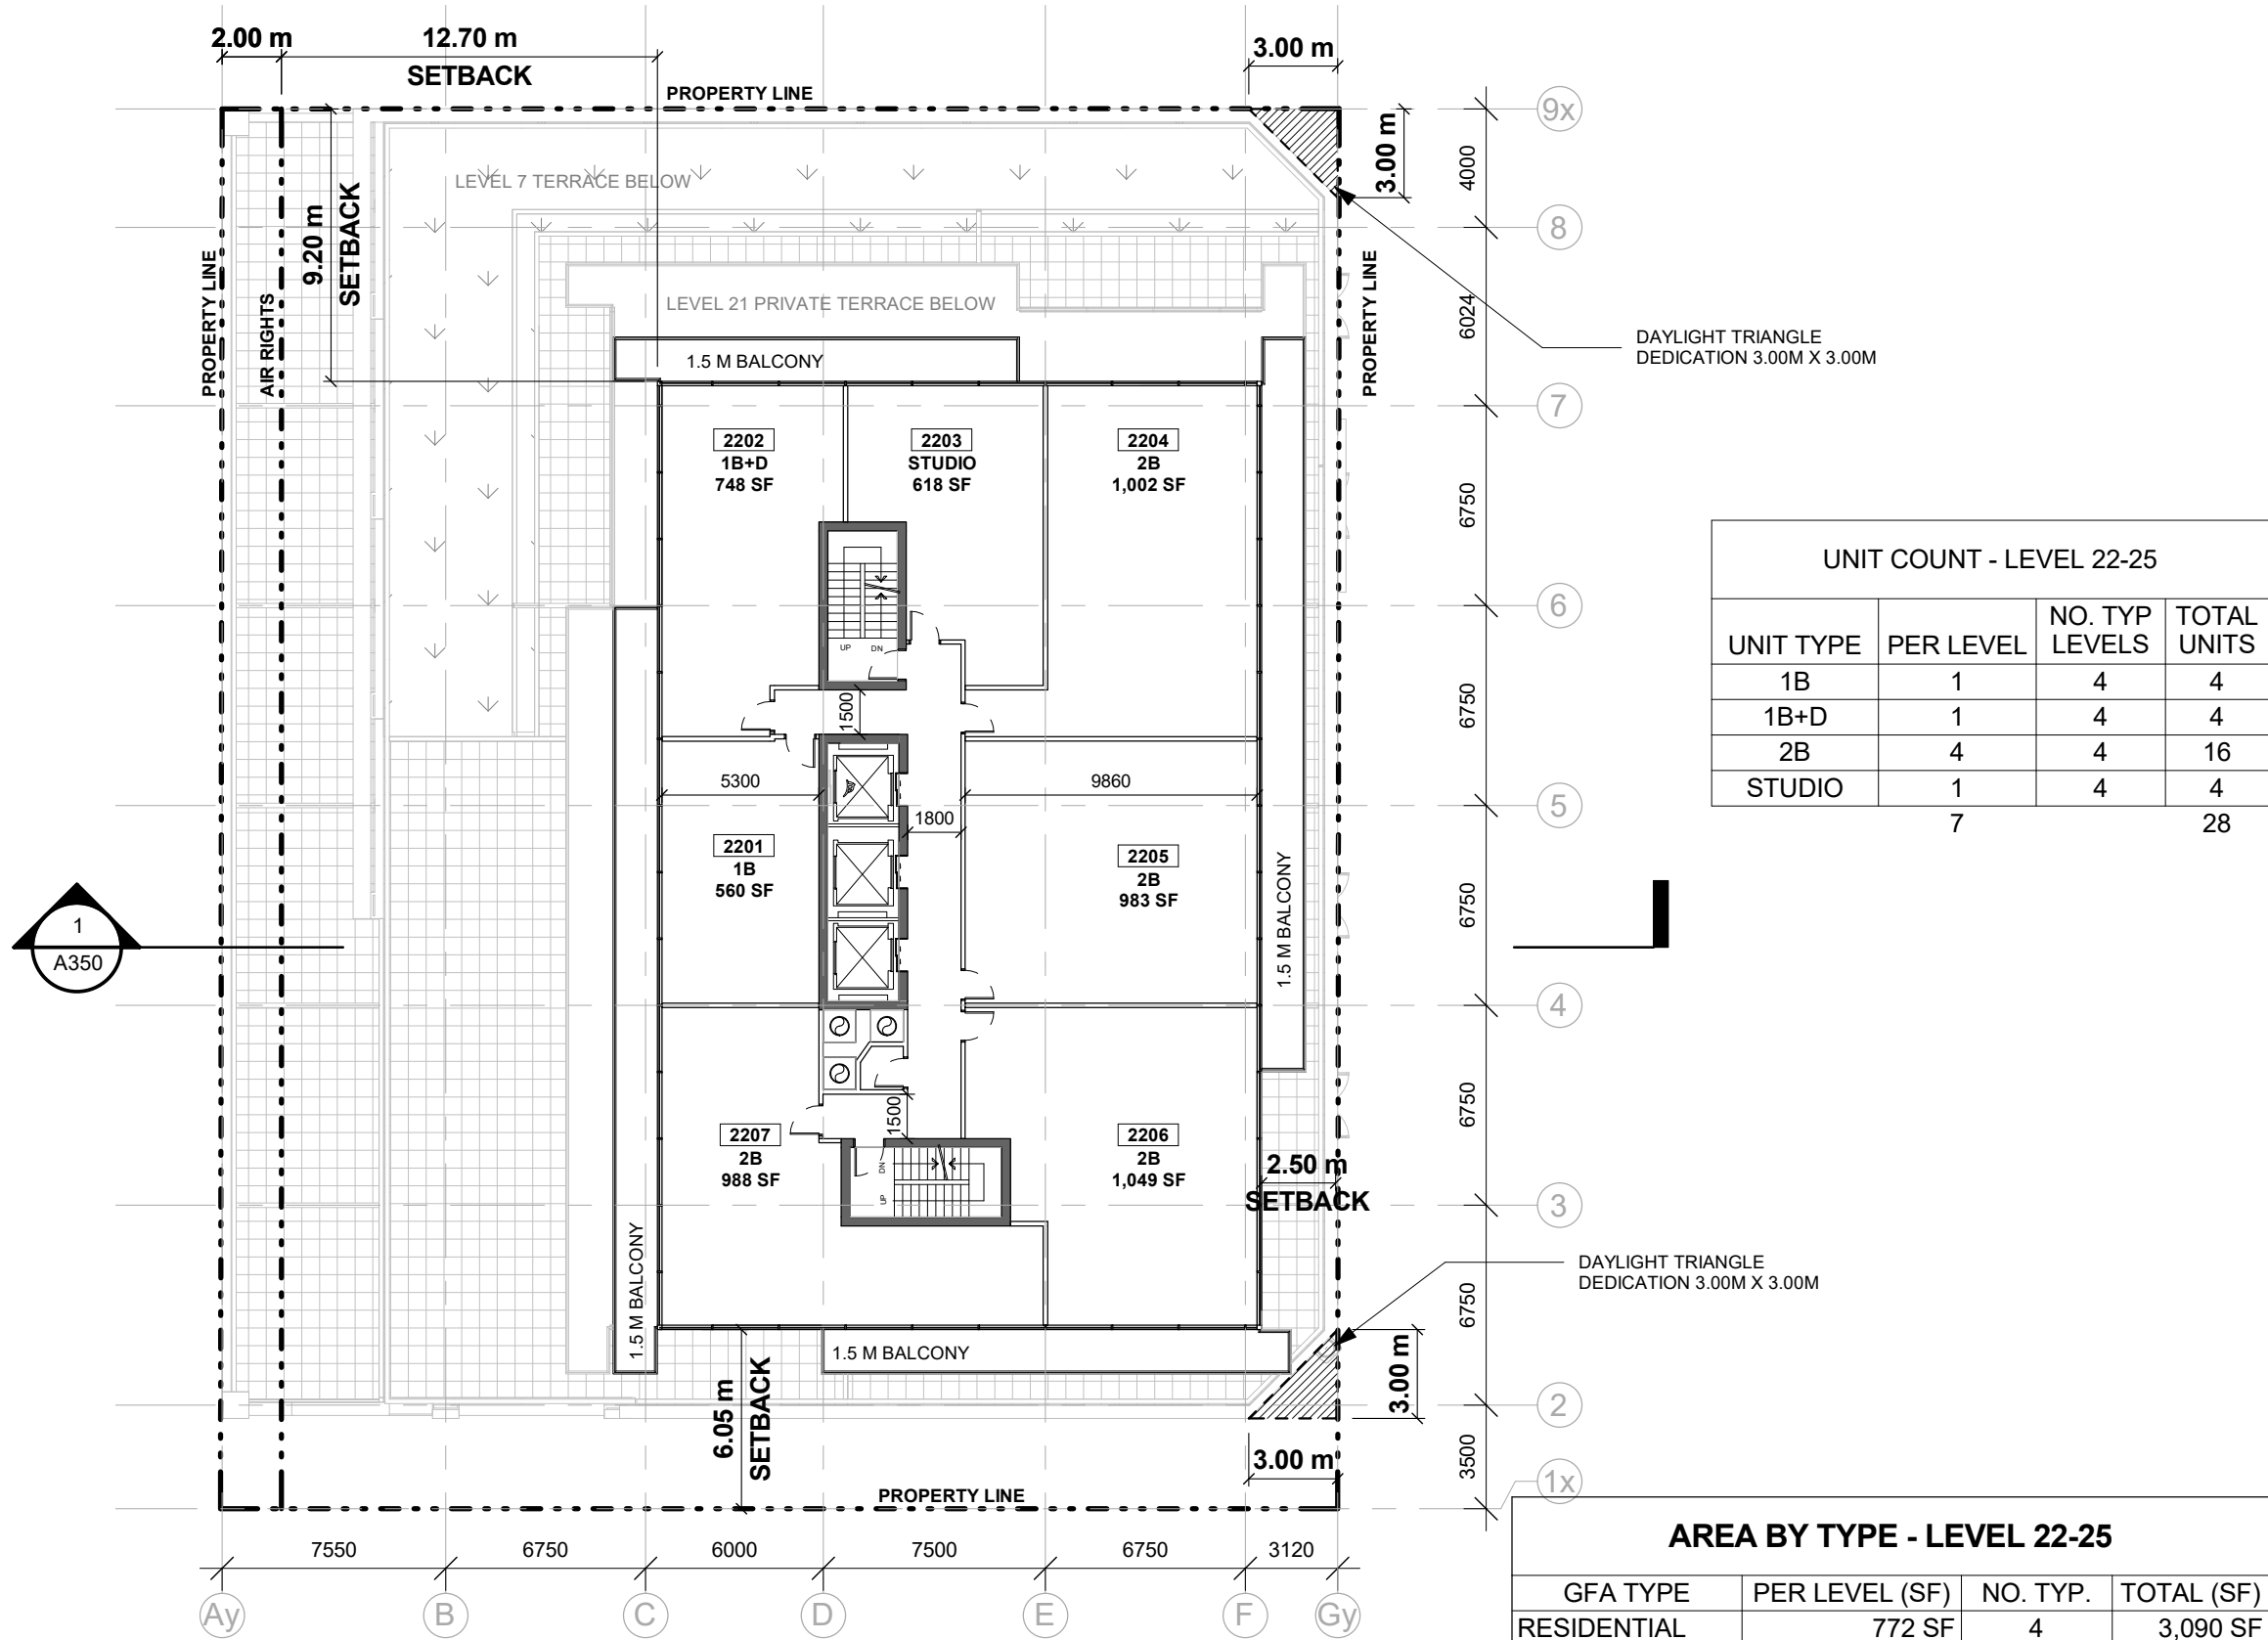 2.00 m
12.70 m
SETBACK
3.00 m
PROPERTY LINE
9x
3.00 m
4000
LEVEL 7 TERRACE BELOW
9.20 m
SETBACK
8
PROPERTY LINE
AIR RIGHTS
PROPERTY LINE
LEVEL 21 PRIVATE TERRACE BELOW
6024
DAYLIGHT TRIANGLE
DEDICATION 3.00M X 3.00M
1.5 M BALCONY
7
2202
1B+D
748 SF
2203
STUDIO
618 SF
2204
2B
1,002 SF
6750
6
UP
DN
1500
6750
UNIT COUNT - LEVEL 22-25
UNIT TYPE PER LEVEL NO. TYP LEVELS TOTAL UNITS
1B 1 4 4
1B+D 1 4 4
2B 4 4 16
STUDIO 1 4 4
7 28
5300
9860
5
1800
2201
1B
560 SF
2205
2B
983 SF
1.5 M BALCONY
6750
1
A350
4
1500
6750
2207
2B
988 SF
2206
2B
1,049 SF
DN
UP
2.50 m
SETBACK
3
1.5 M BALCONY
DAYLIGHT TRIANGLE
DEDICATION 3.00M X 3.00M
6750
1.5 M BALCONY
6.05 m
SETBACK
3.00 m
2
3.00 m
3500
1x
PROPERTY LINE
7550
6750
6000
7500
6750
3120
Ay
B
C
D
E
F
Gy
AREA BY TYPE - LEVEL 22-25
GFA TYPE PER LEVEL (SF) NO. TYP. TOTAL (SF)
RESIDENTIAL 772 SF 4 3,090 SF